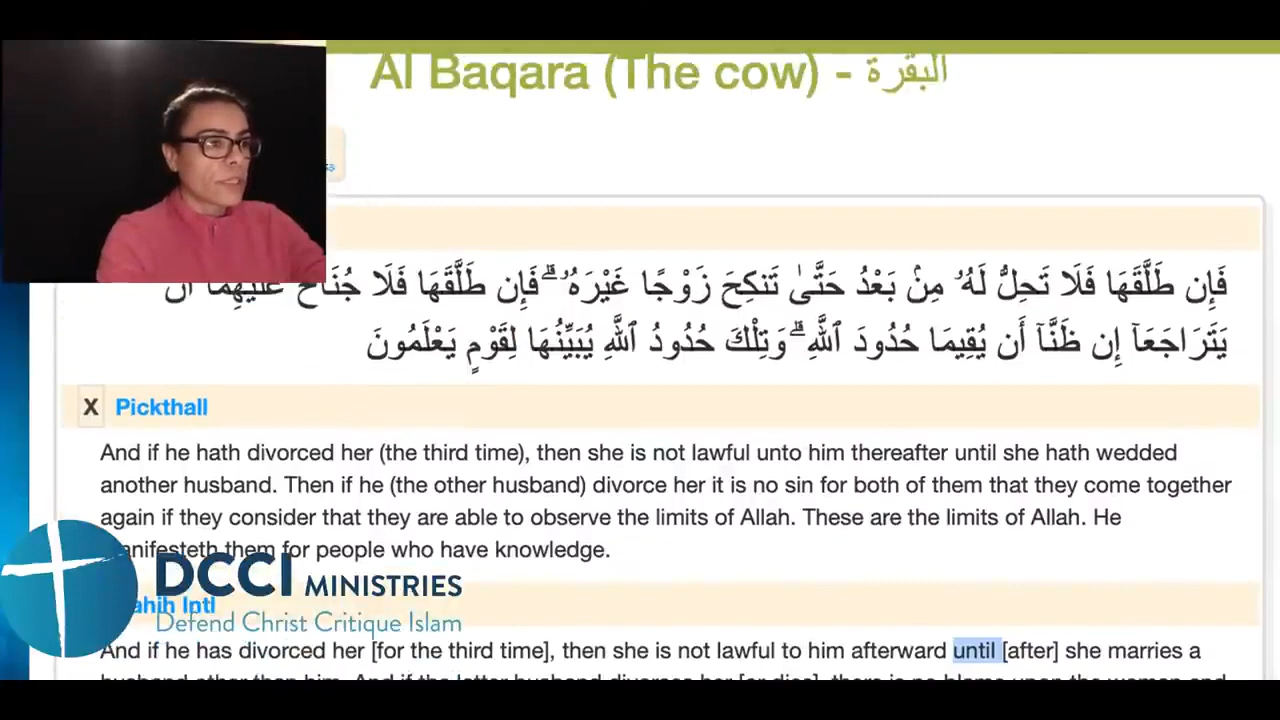 Al Baqara (The cow) - البقرة
فَإِن طَلَّقَهَا فَلَا تَحِلُّ لَهُۥ مِنۢ بَعْدُ حَتَّىٰ تَنكِحَ زَوْجًا غَيْرَهُۥ ۗ فَإِن طَلَّقَهَا فَلَا جُنَاحَ عَلَيْهِمَآ أَن
يَتَرَاجَعَآ إِن ظَنَّآ أَن يُقِيمَا حُدُودَ ٱللَّهِ ۗ وَتِلْكَ حُدُودُ ٱللَّهِ يُبَيِّنُهَا لِقَوْمٍ يَعْلَمُونَ
X Pickthall
And if he hath divorced her (the third time), then she is not lawful unto him thereafter until she hath wedded
another husband. Then if he (the other husband) divorce her it is no sin for both of them that they come together
again if they consider that they are able to observe the limits of Allah. These are the limits of Allah. He
manifesteth them for people who have knowledge.
DCCI MINISTRIES
Defend Christ Critique Islam
And if he has divorced her [for the third time], then she is not lawful to him afterward until [after] she marries a